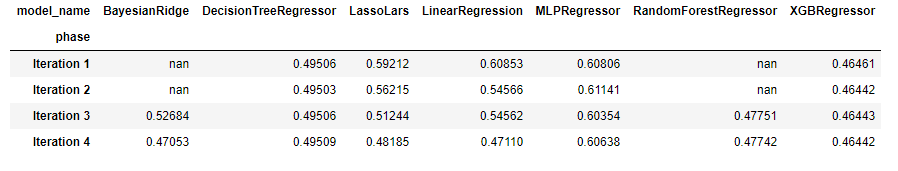 model_name BayesianRidge DecisionTreeRegressor LassoLars LinearRegression MLPRegressor RandomForestRegressor XGBRegressor
phase
Iteration 1 nan 0.49506 0.59212 0.60853 0.60806 nan 0.46461
Iteration 2 nan 0.49503 0.56215 0.54566 0.61141 nan 0.46442
Iteration 3 0.52684 0.49506 0.51244 0.54562 0.60354 0.47751 0.46443
Iteration 4 0.47053 0.49509 0.48185 0.47110 0.60638 0.47742 0.46442